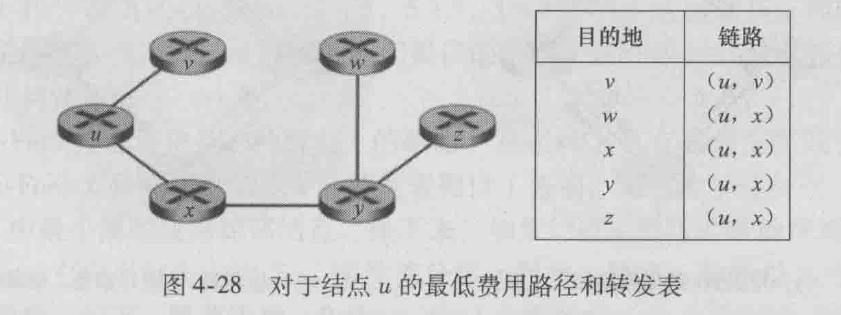 v
w
u
z
x
y
目的地 链路
v (u, v)
w (u, x)
x (u, x)
y (u, x)
z (u, x)
图 4-28 对于结点 u 的最低费用路径和转发表